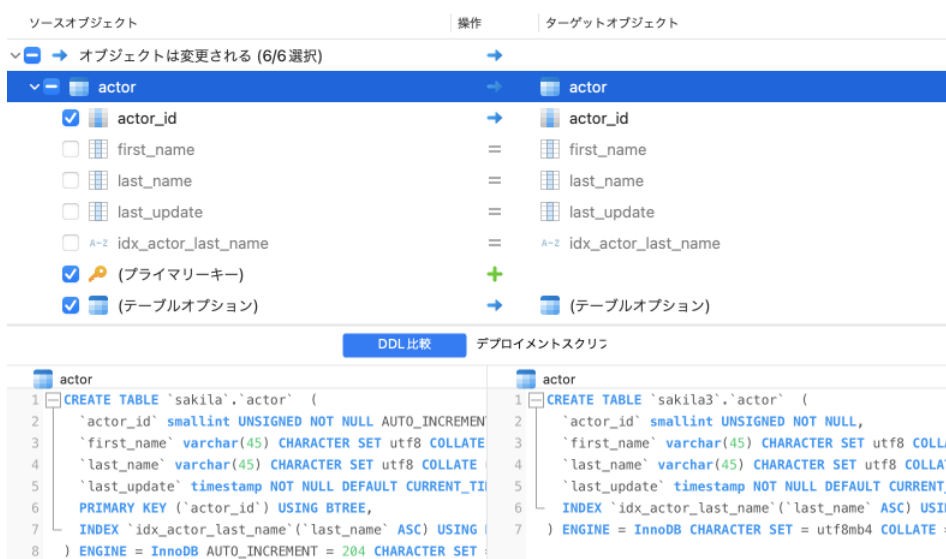 ソースオブジェクト 操作 ターゲットオブジェクト
オブジェクトは変更される (6/6 選択)
actor actor
actor_id actor_id
first_name = first_name
last_name = last_name
last_update = last_update
A-Z idx_actor_last_name = A-Z idx_actor_last_name
(プライマリーキー) +
(テーブルオプション) (テーブルオプション)
DDL 比較 デプロイメントスクリ
actor
1 CREATE TABLE `sakila`.`actor` (
2 `actor_id` smallint UNSIGNED NOT NULL AUTO_INCREMEN
3 `first_name` varchar(45) CHARACTER SET utf8 COLLATE
4 `last_name` varchar(45) CHARACTER SET utf8 COLLATE
5 `last_update` timestamp NOT NULL DEFAULT CURRENT_TI
6 PRIMARY KEY (`actor_id`) USING BTREE,
7 INDEX `idx_actor_last_name`(`last_name` ASC) USING
8 ) ENGINE = InnoDB AUTO_INCREMENT = 204 CHARACTER SET
actor
1 CREATE TABLE `sakila3`.`actor` (
2 `actor_id` smallint UNSIGNED NOT NULL,
3 `first_name` varchar(45) CHARACTER SET utf8 COLL
4 `last_name` varchar(45) CHARACTER SET utf8 COLLA
5 `last_update` timestamp NOT NULL DEFAULT CURRENT_
6 INDEX `idx_actor_last_name`(`last_name` ASC) USI
7 ) ENGINE = InnoDB CHARACTER SET = utf8mb4 COLLATE =